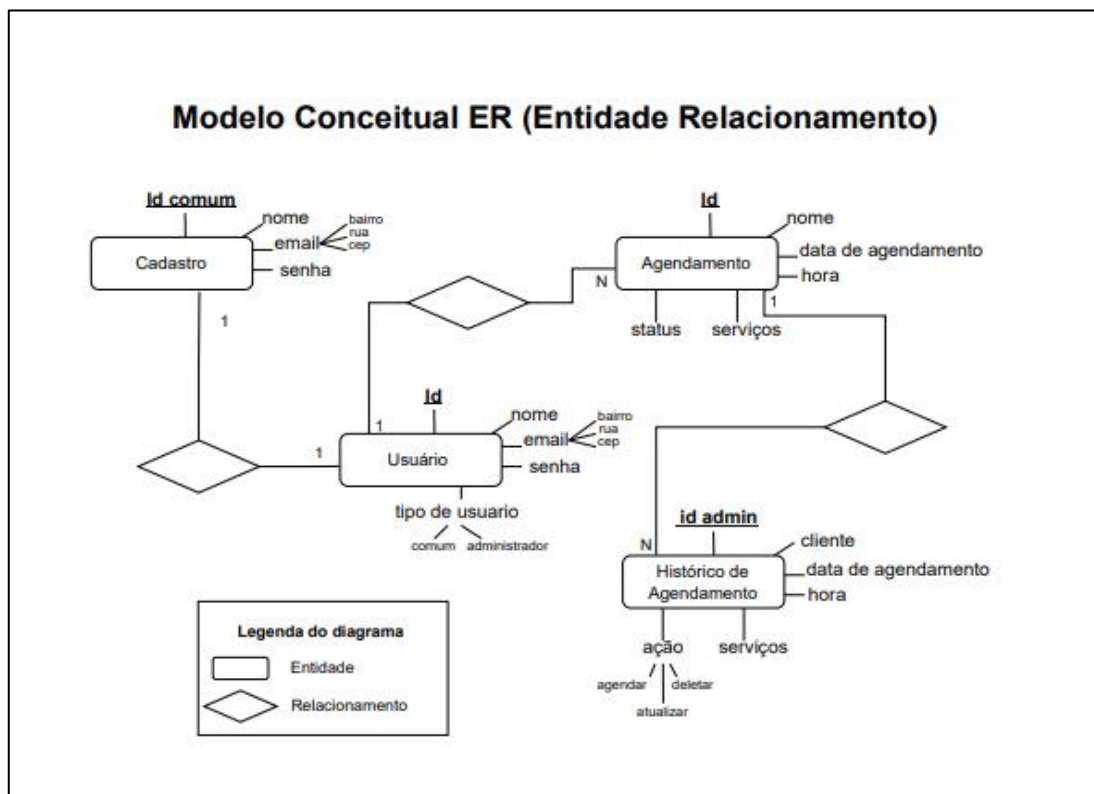 Modelo Conceitual ER (Entidade Relacionamento)
Id comum
nome
bairro
rua
email
cep
Cadastro
senha
1
Id
nome
data de agendamento
Agendamento
hora
N
1
status
serviços
Id
nome
bairro
rua
email
cep
1
1
Usuário
senha
tipo de usuario
comum
administrador
id admin
cliente
N
Histórico de
Agendamento
data de agendamento
hora
ação
serviços
agendar
deletar
atualizar
Legenda do diagrama
Entidade
Relacionamento